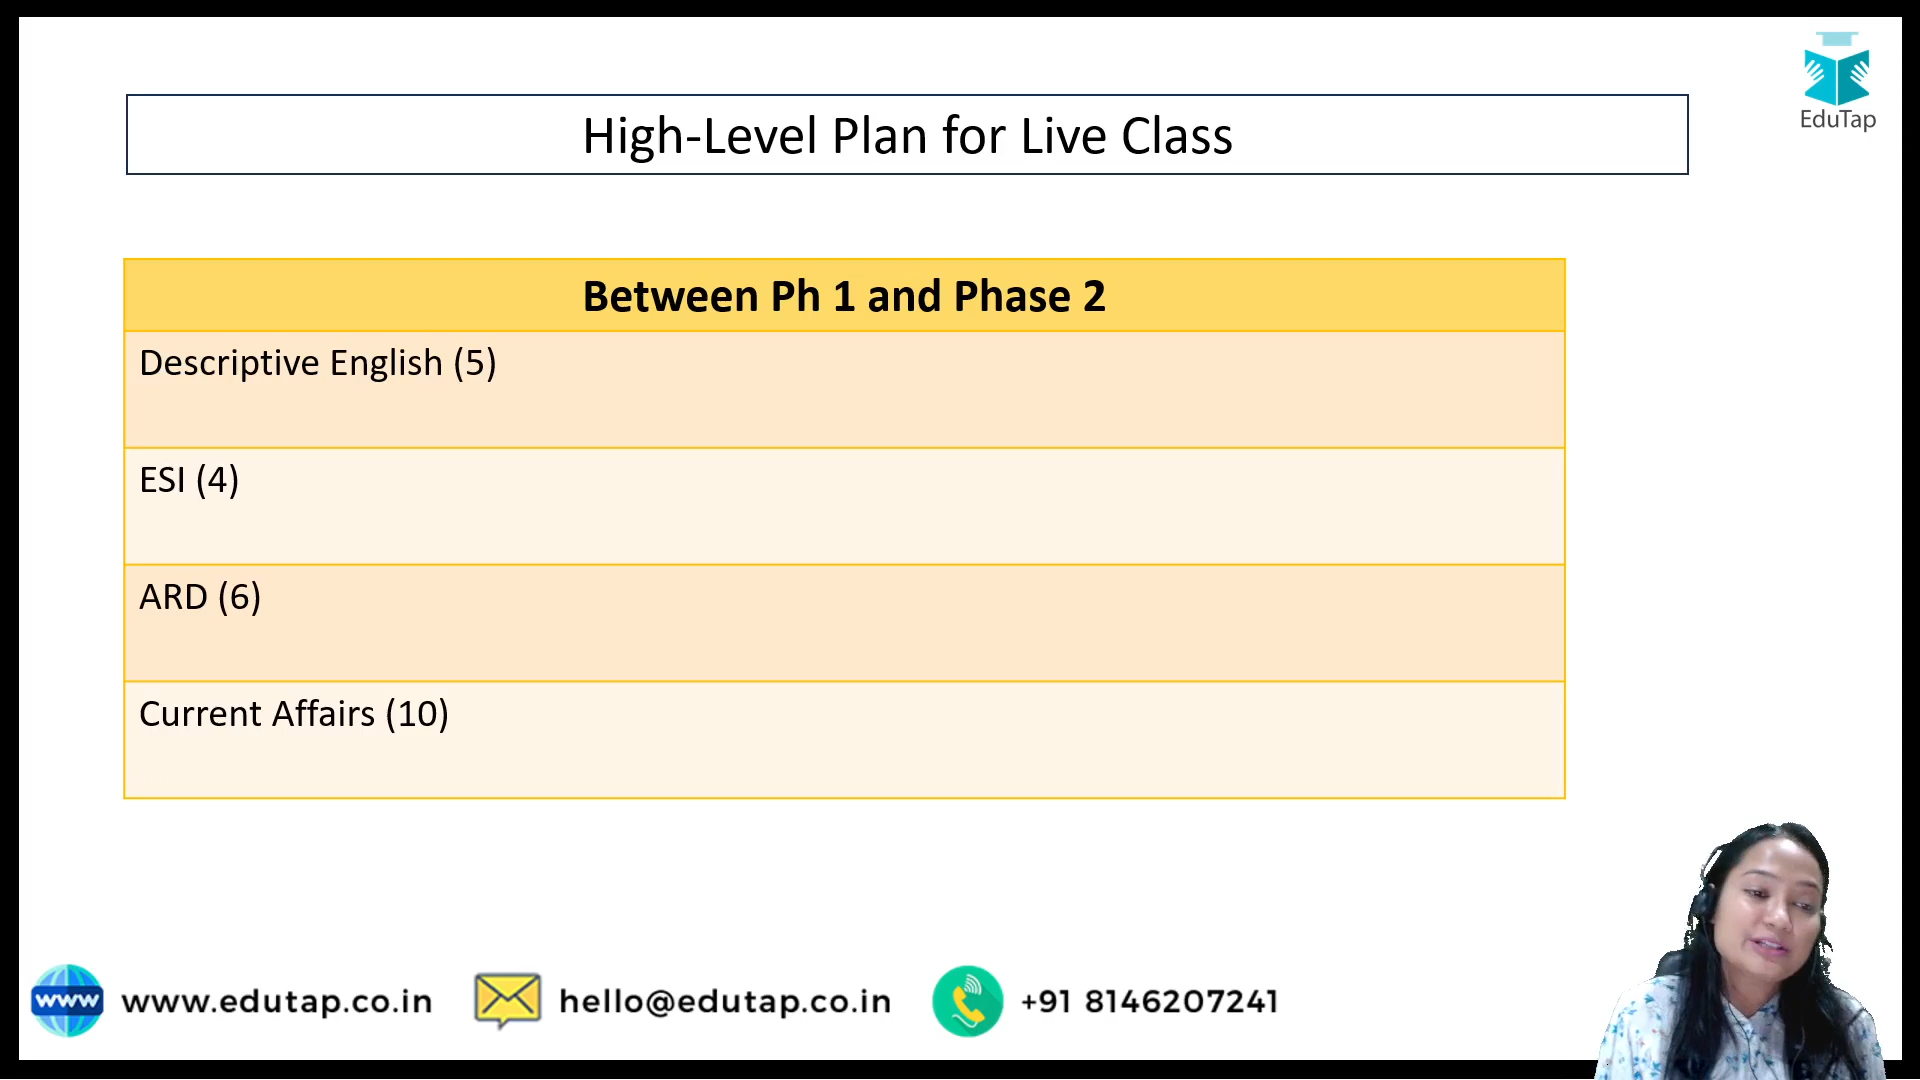 EduTap
High-Level Plan for Live Class
Between Ph 1 and Phase 2
Descriptive English (5)
ESI (4)
ARD (6)
Current Affairs (10)
www www.edutap.co.in hello@edutap.co.in +91 8146207241